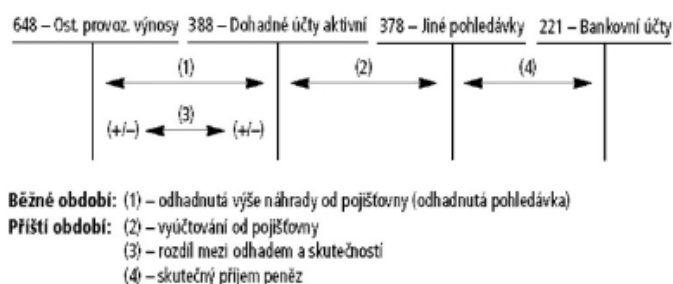 648 – Ost. provoz. výnosy 388 – Dohadné účty aktivní 378 – Jiné pohledávky 221 – Bankovní účty
(1) (2) (4)
(3)
(+/–) (+/–)
Běžné období: (1) – odhadnutá výše náhrady od pojišťovny (odhadnutá pohledávka)
Příští období: (2) – vyúčtování od pojišťovny
(3) – rozdíl mezi odhadem a skutečností
(4) – skutečný příjem peněz